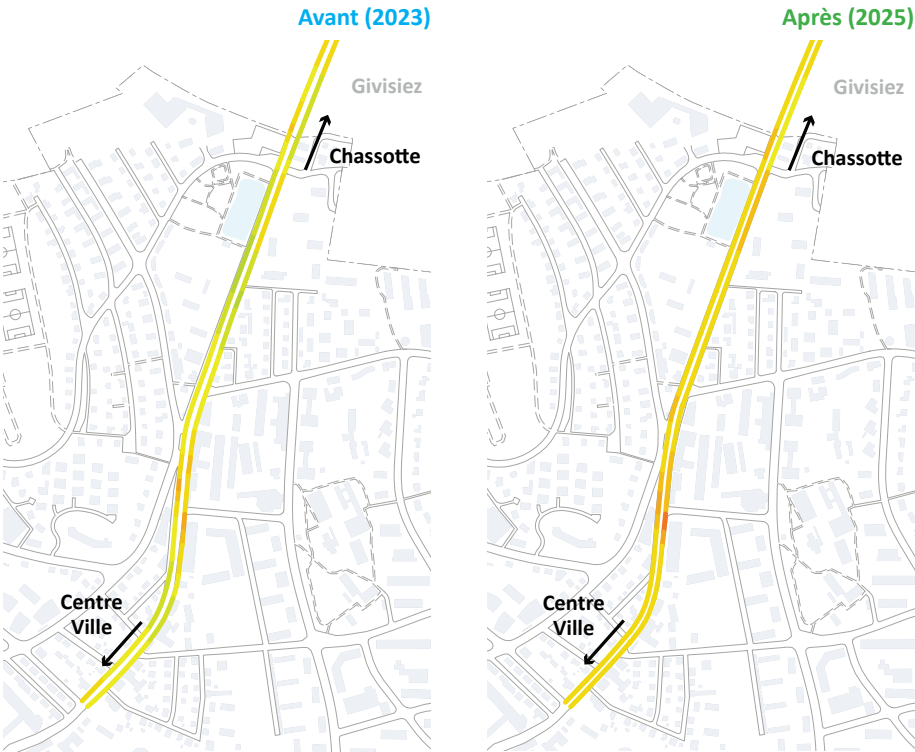 Avant (2023)
Givisiez
Chassotte
Centre
Ville
Après (2025)
Givisiez
Chassotte
Centre
Ville